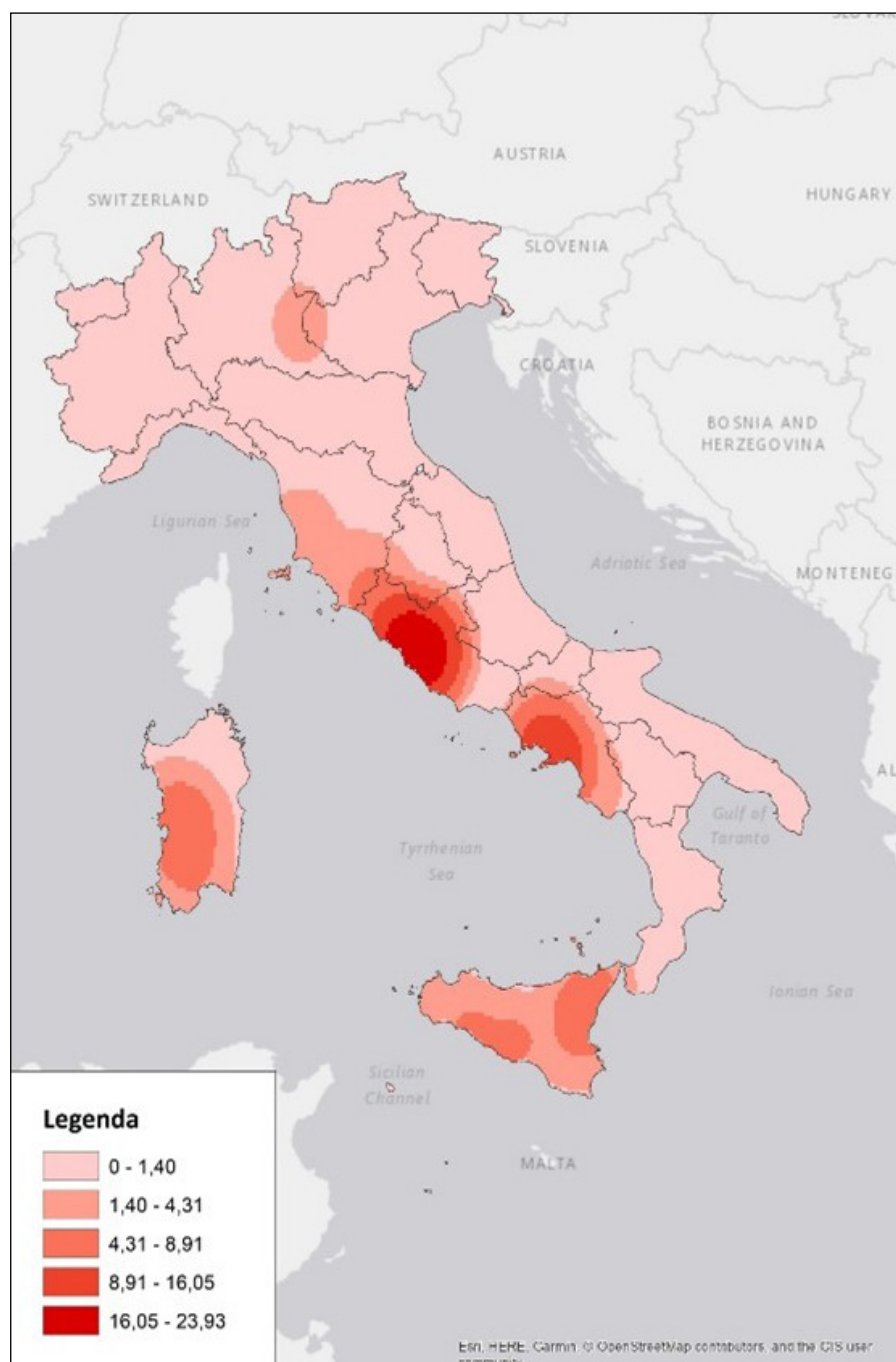 SWITZERLAND
AUSTRIA
HUNGARY
SLOVENIA
CROATIA
BOSNIA AND
HERZEGOVINA
Ligurian Sea
Adriatic Sea
MONTENEG
AL
Gulf of
Taranto
Tyrrhenian
Sea
Ionian Sea
Sicilian
Channel
MALTA
Legenda
0 - 1,40
1,40 - 4,31
4,31 - 8,91
8,91 - 16,05
16,05 - 23,93
Esri, HERE, Garmin, © OpenStreetMap contributors, and the GIS user